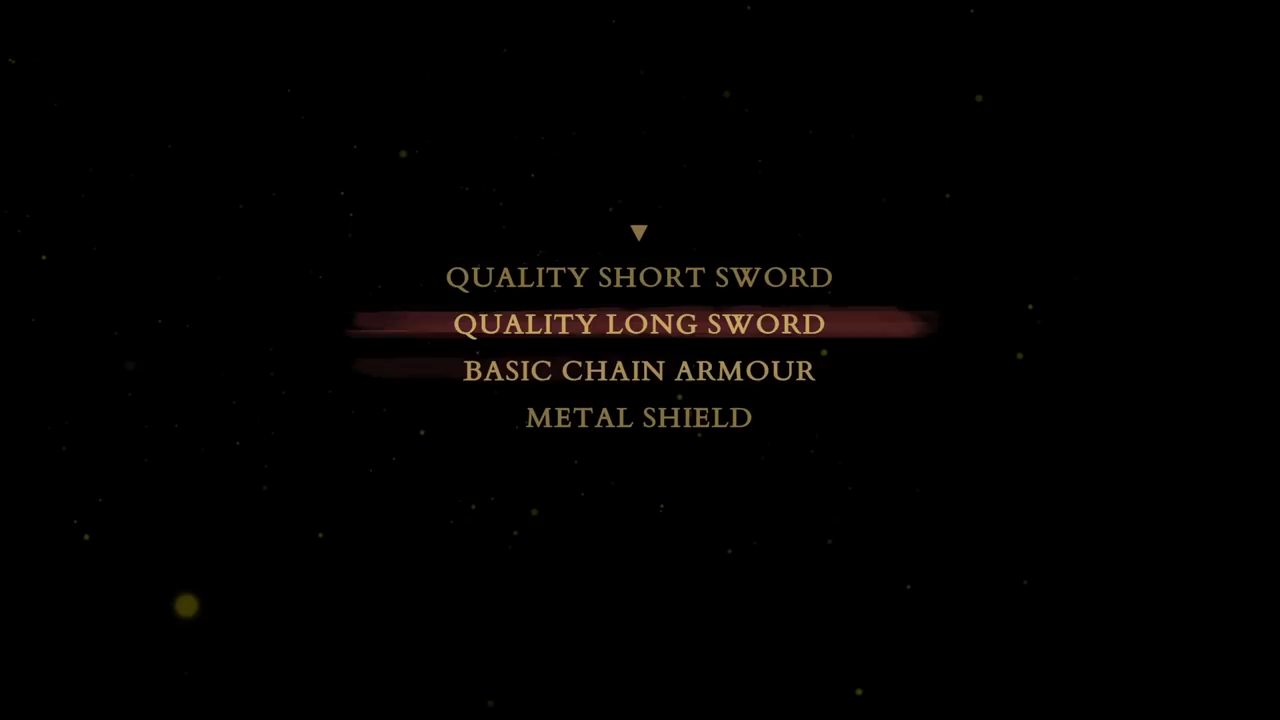 QUALITY SHORT SWORD
QUALITY LONG SWORD
BASIC CHAIN ARMOUR
METAL SHIELD